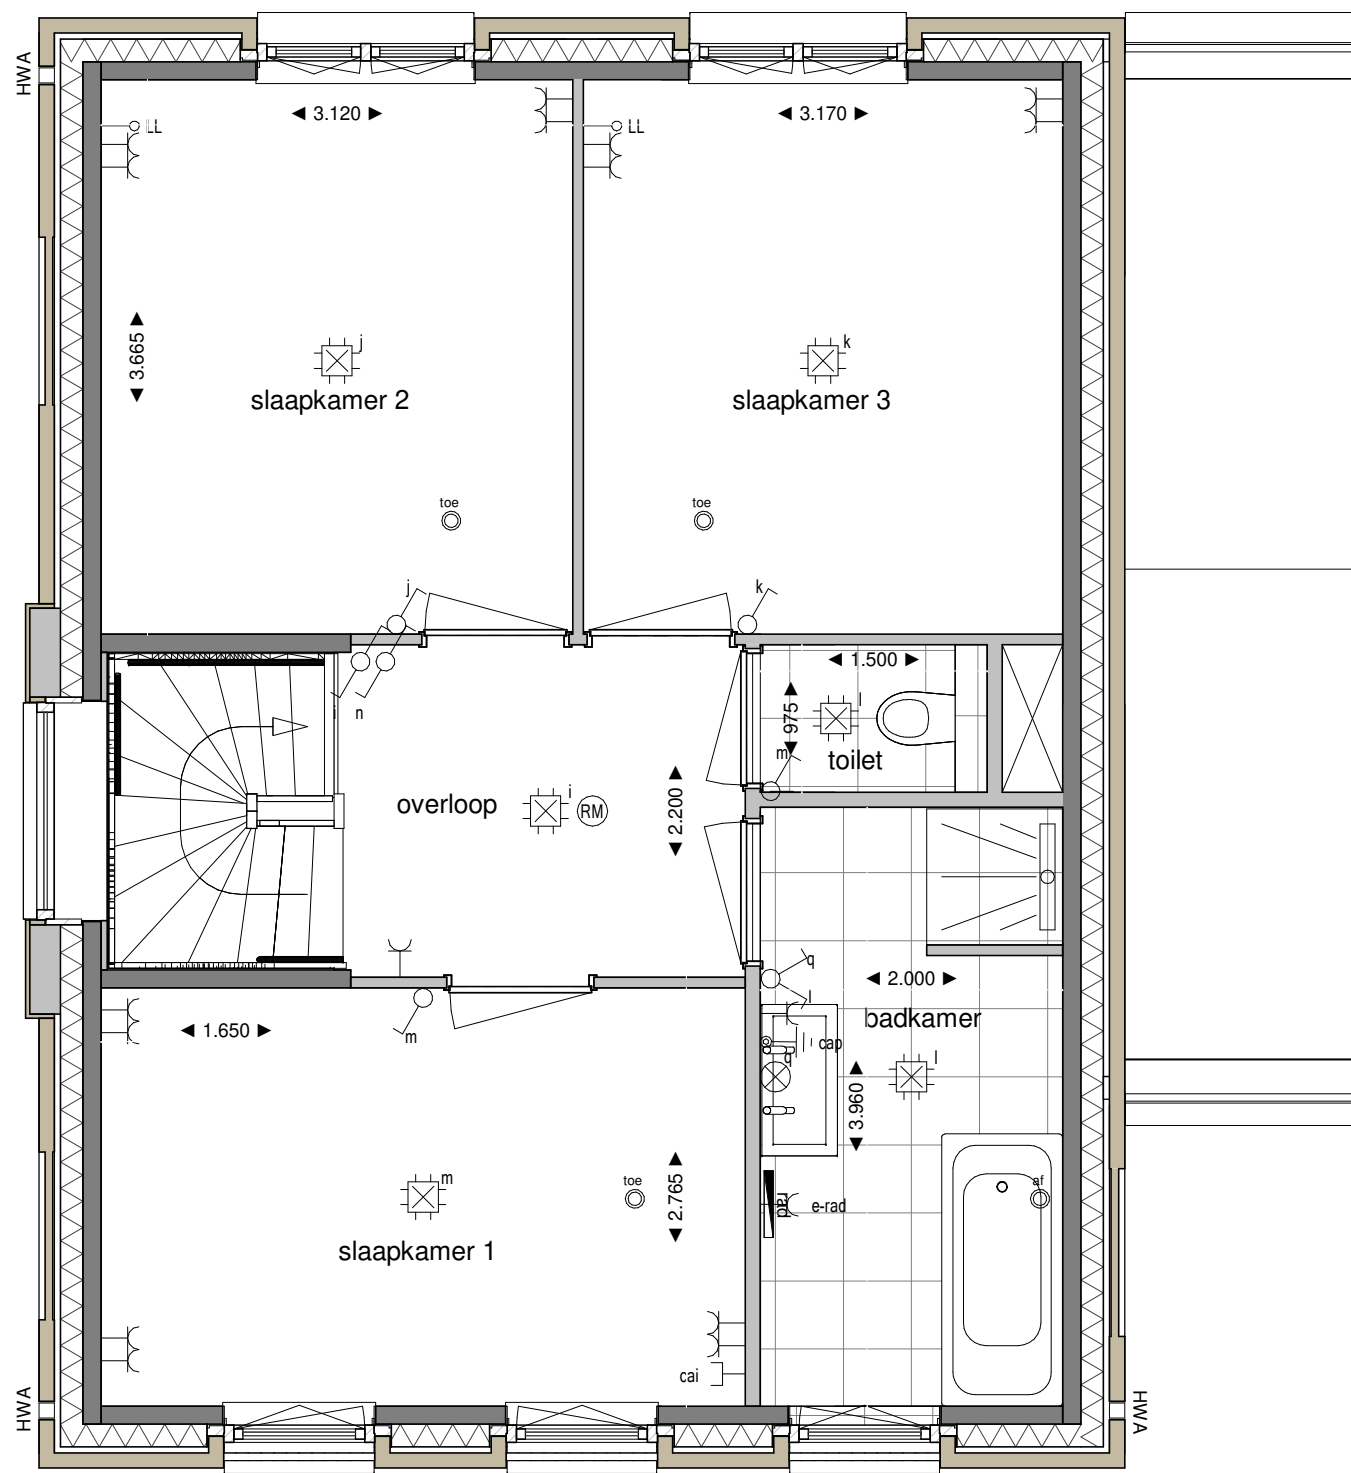 HWA
◄ 3.120 ►
◄ 3.170 ►
LL
LL
◄ 3.665 ►
j
k
slaapkamer 2
slaapkamer 3
toe
toe
j
k
◄ 1.500 ►
◄ 975 ►
l
i
n
m
toilet
overloop
i
RM
◄ 2.200 ►
q
◄ 2.000 ►
l
badkamer
◄ 1.650 ►
m
cap
q
l
◄ 3.960 ►
m
toe
◄ 2.765 ►
rad
e-rad
af
slaapkamer 1
cai
HWA
HWA